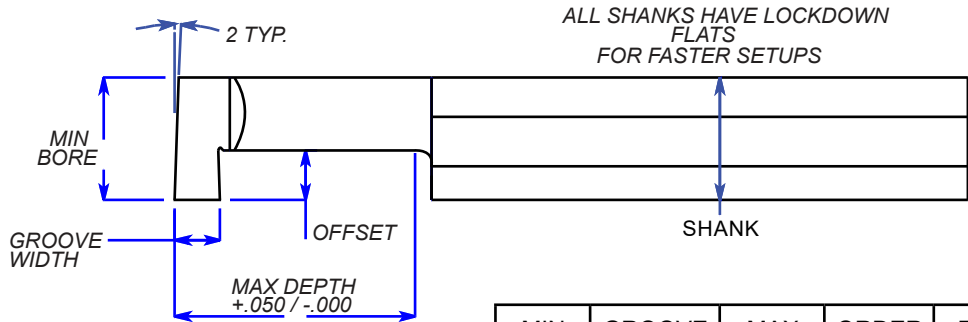 ALL SHANKS HAVE LOCKDOWN
FLATS
FOR FASTER SETUPS
2 TYP.
MIN
BORE
OFFSET
SHANK
GROOVE
WIDTH
MAX DEPTH
+.050 / -.000